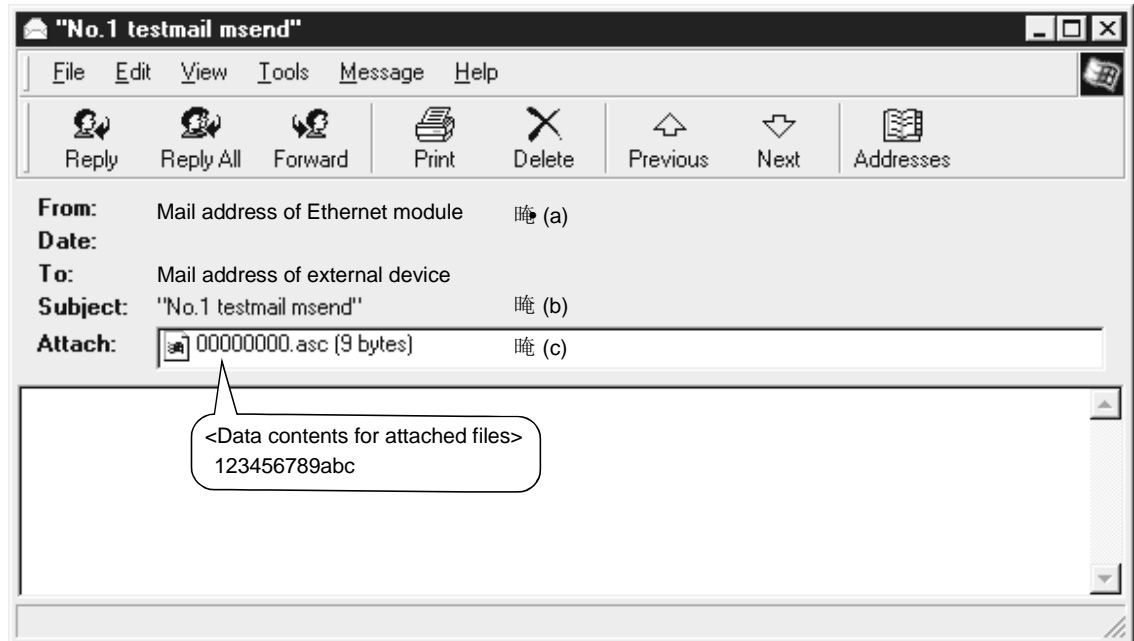 "No.1 testmail msend"
File Edit View Tools Message Help
Reply Reply All Forward Print Delete Previous Next Addresses
From: Mail address of Ethernet module 晻• (a)
Date:
To: Mail address of external device
Subject: "No.1 testmail msend" 晻 (b)
Attach: 00000000.asc (9 bytes) 晻 (c)
<Data contents for attached files>
123456789abc